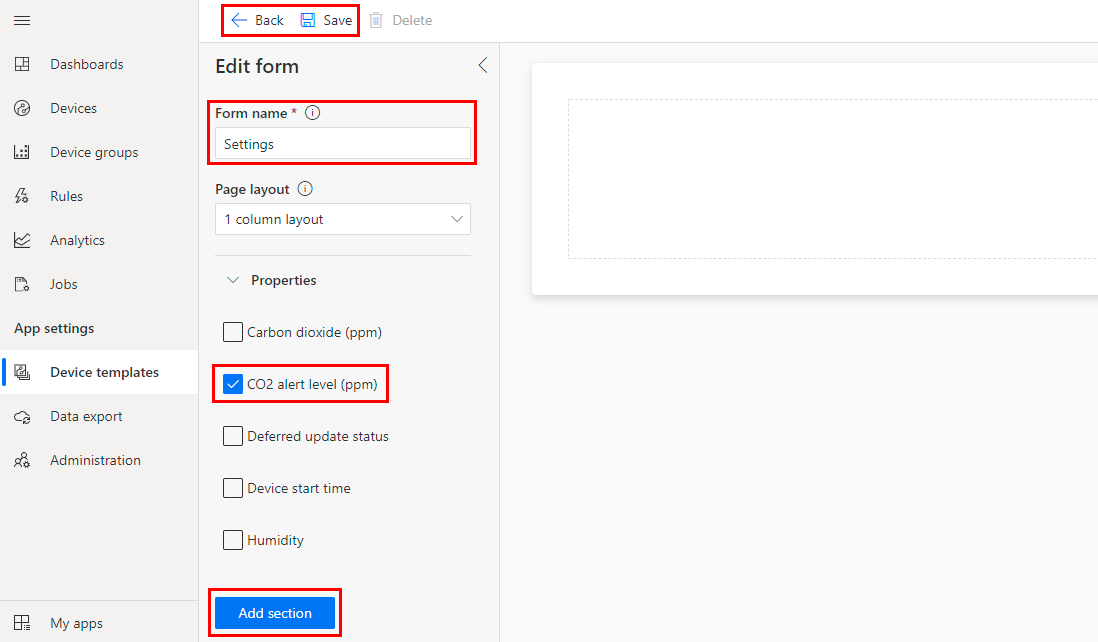 Back Save Delete
Dashboards
Devices
Device groups
Rules
Analytics
Jobs
App settings
Device templates
Data export
Administration
My apps
Edit form
Form name *
Settings
Page layout
1 column layout
Properties
Carbon dioxide (ppm)
CO2 alert level (ppm)
Deferred update status
Device start time
Humidity
Add section